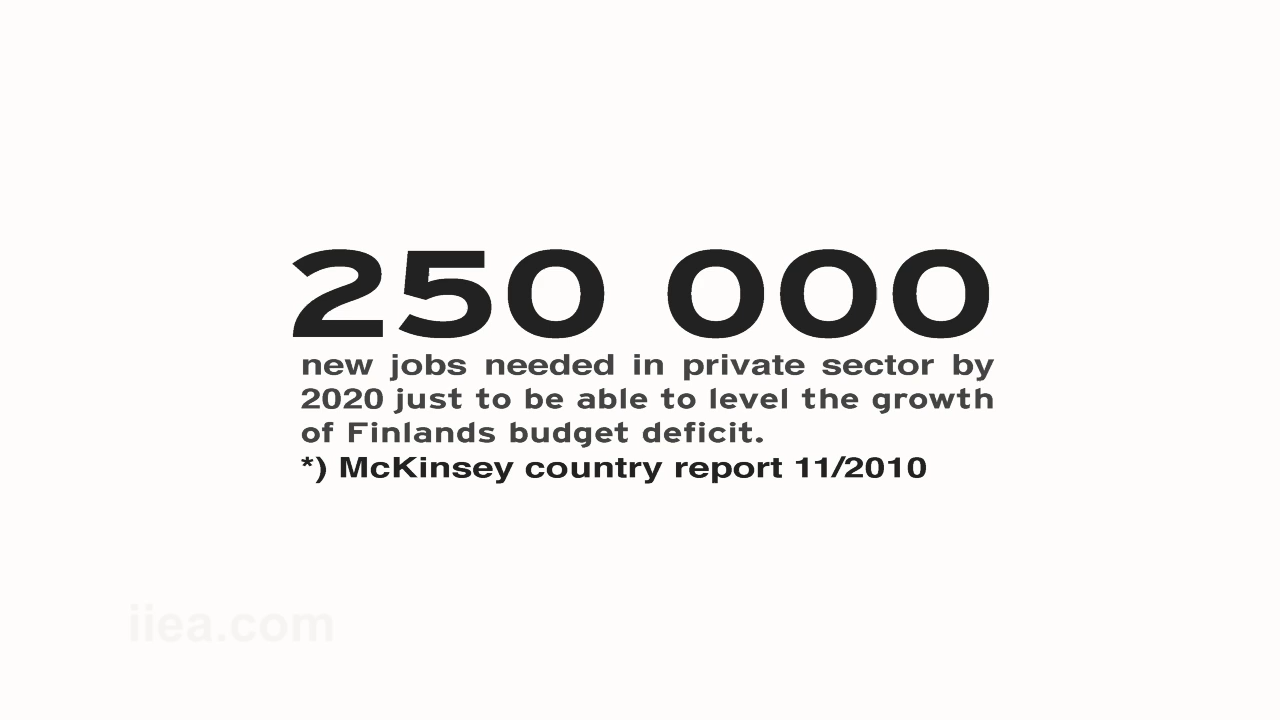 250 000
new jobs needed in private sector by
2020 just to be able to level the growth
of Finlands budget deficit.
*) McKinsey country report 11/2010
iiea.com